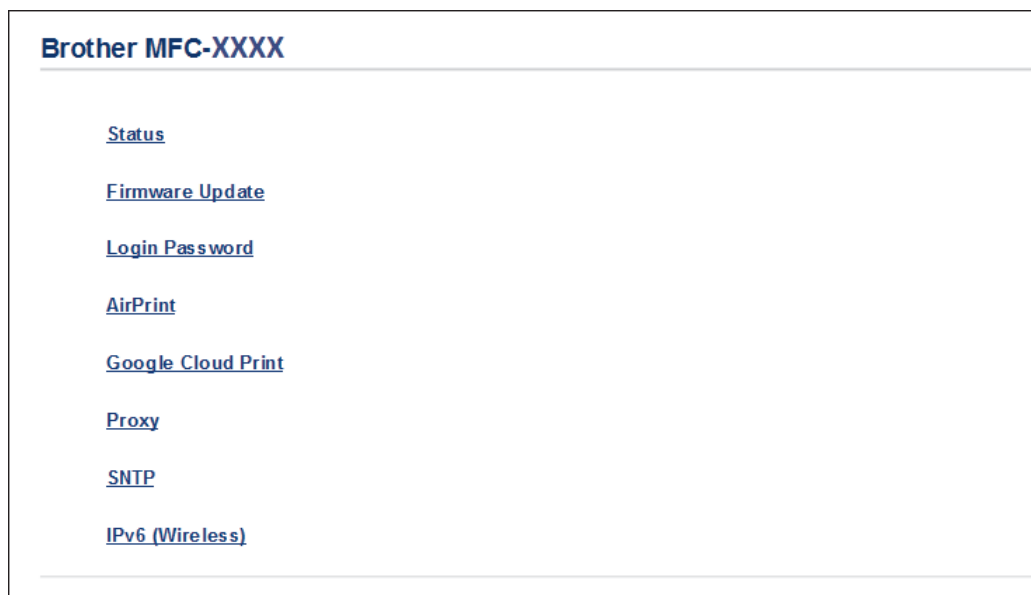 Brother MFC-XXXX
Status
Firmware Update
Login Password
AirPrint
Google Cloud Print
Proxy
SNTP
IPv6 (Wireless)